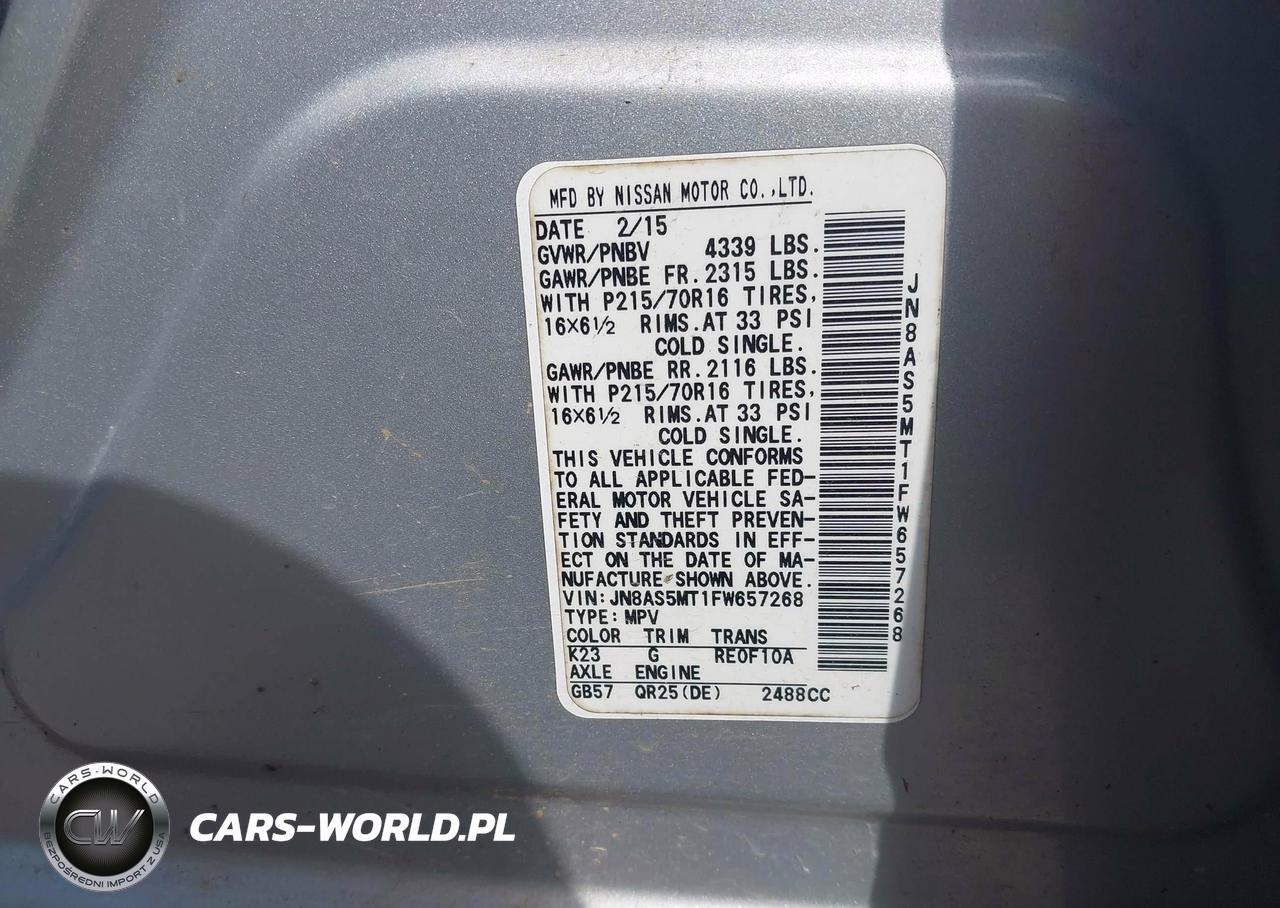 MFD BY NISSAN MOTOR CO.,LTD.
DATE 2/15
GVWR/PNBV 4339 LBS.
GAWR/PNBE FR.2315 LBS.
WITH P215/70R16 TIRES,
16×6½ RIMS.AT 33 PSI
COLD SINGLE.
GAWR/PNBE RR.2116 LBS.
WITH P215/70R16 TIRES,
16×6½ RIMS.AT 33 PSI
COLD SINGLE.
THIS VEHICLE CONFORMS
TO ALL APPLICABLE FED-
ERAL MOTOR VEHICLE SA-
FETY AND THEFT PREVEN-
TION STANDARDS IN EFF-
ECT ON THE DATE OF MA-
NUFACTURE SHOWN ABOVE.
VIN:JN8AS5MT1FW657268
TYPE:MPV
COLOR TRIM TRANS
K23 G RE0F10A
AXLE ENGINE
GB57 QR25(DE) 2488CC
JN8AS5MT1FW657268
CARS-WORLD
CW
BEZPOŚREDNI IMPORT Z USA
CARS-WORLD.PL